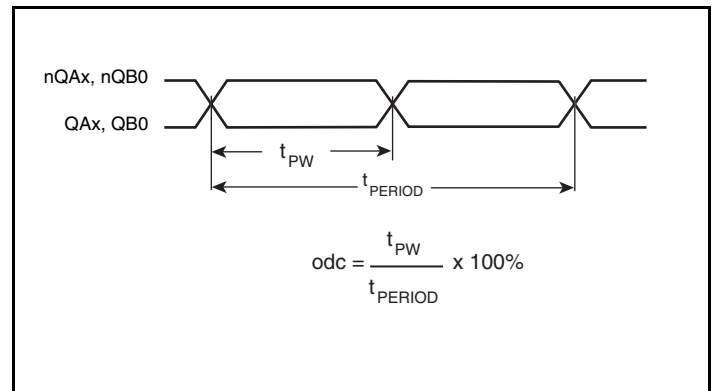 nQAx, nQB0
QAx, QB0
tPW
tPERIOD
odc = tPW / tPERIOD x 100%